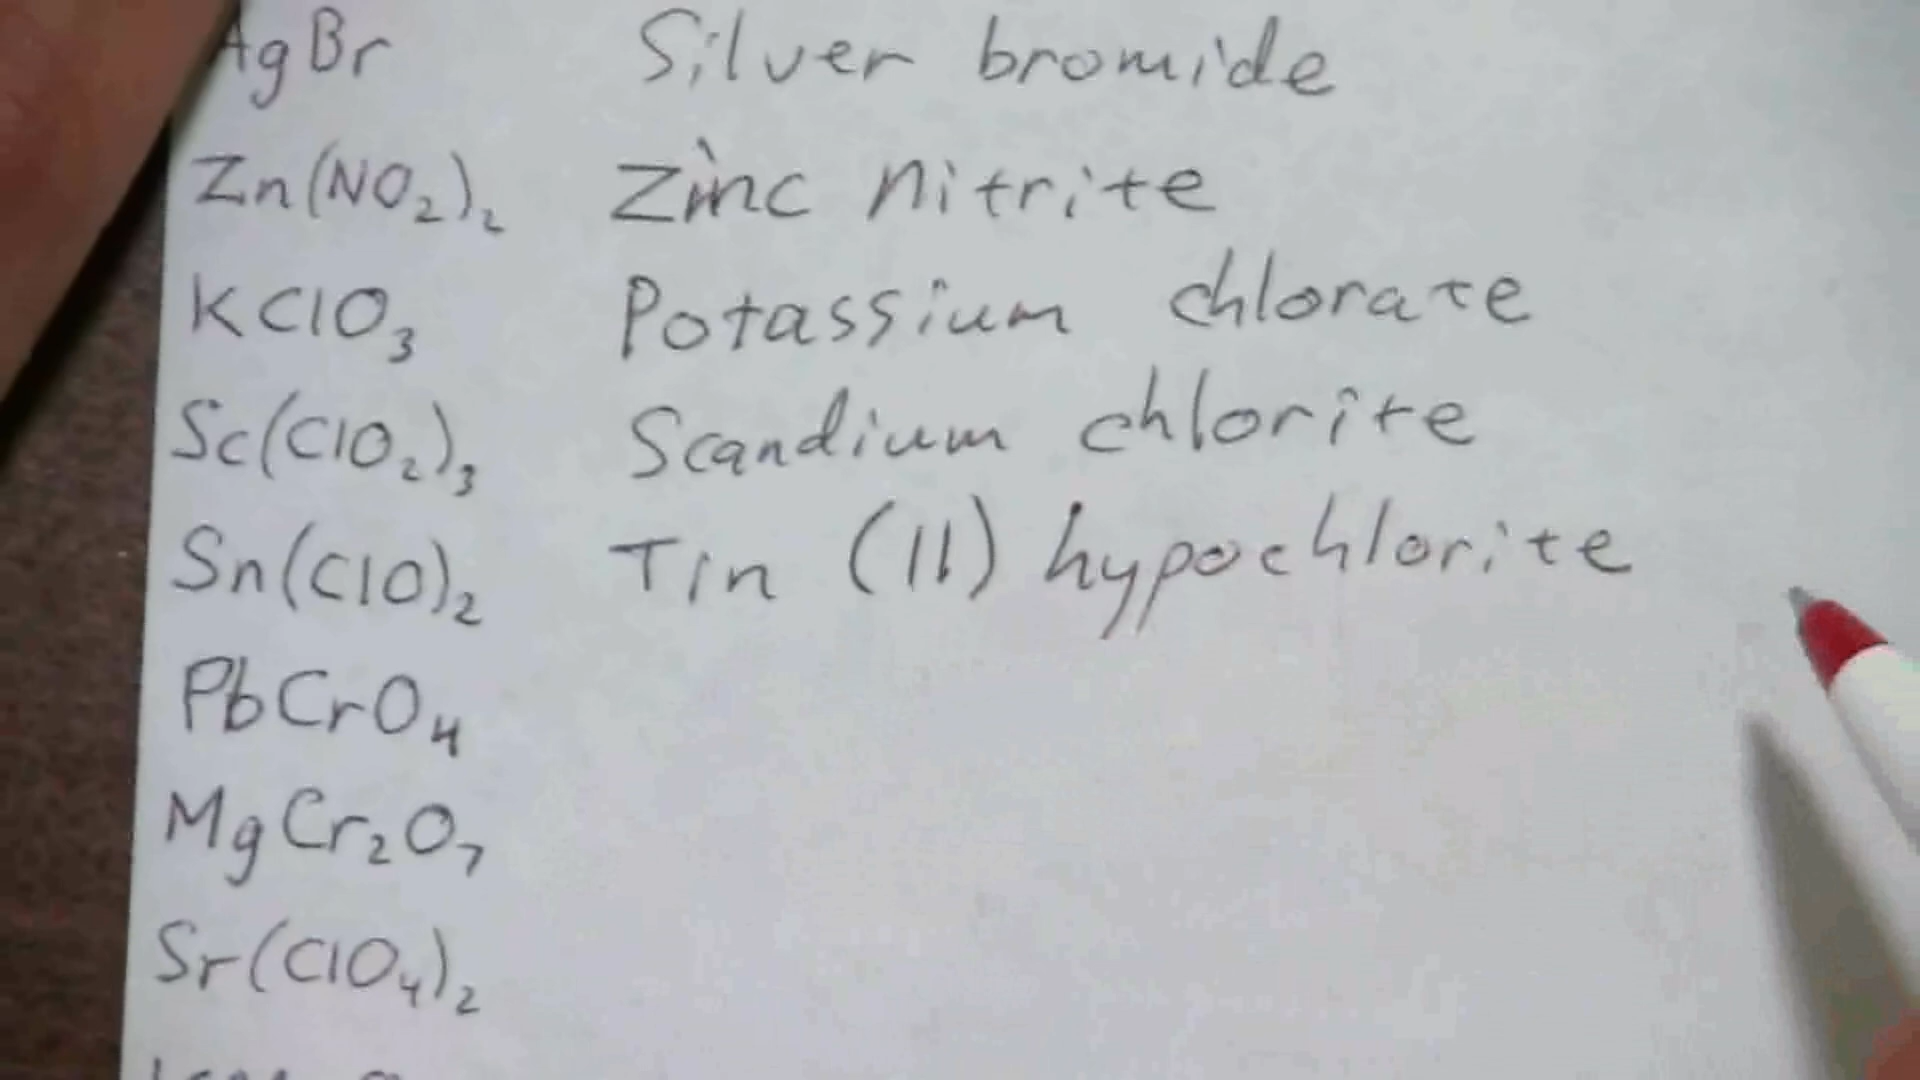 AgBr Silver bromide
Zn(NO₂)₂ Zinc nitrite
KClO₃ Potassium chlorate
Sc(ClO₂)₃ Scandium chlorite
Sn(ClO)₂ Tin (II) hypochlorite
PbCrO₄
MgCr₂O₇
Sr(ClO₄)₂